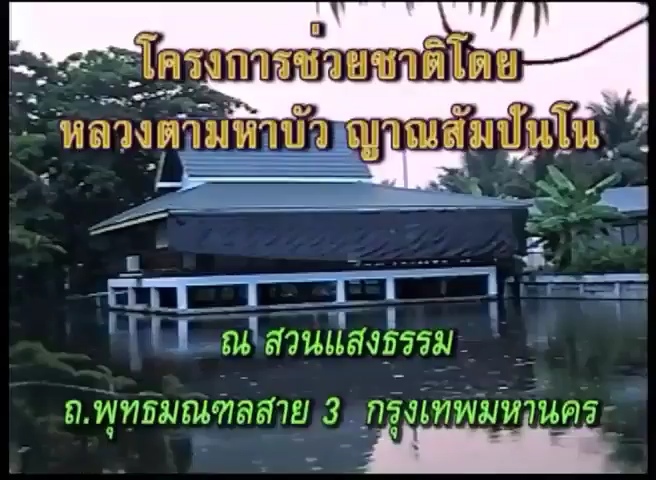 โครงการช่วยชาติโดย
หลวงตามหาบัว ญาณสัมปันโน
ณ สวนแสงธรรม
ถ.พุทธมณฑลสาย 3 กรุงเทพมหานคร